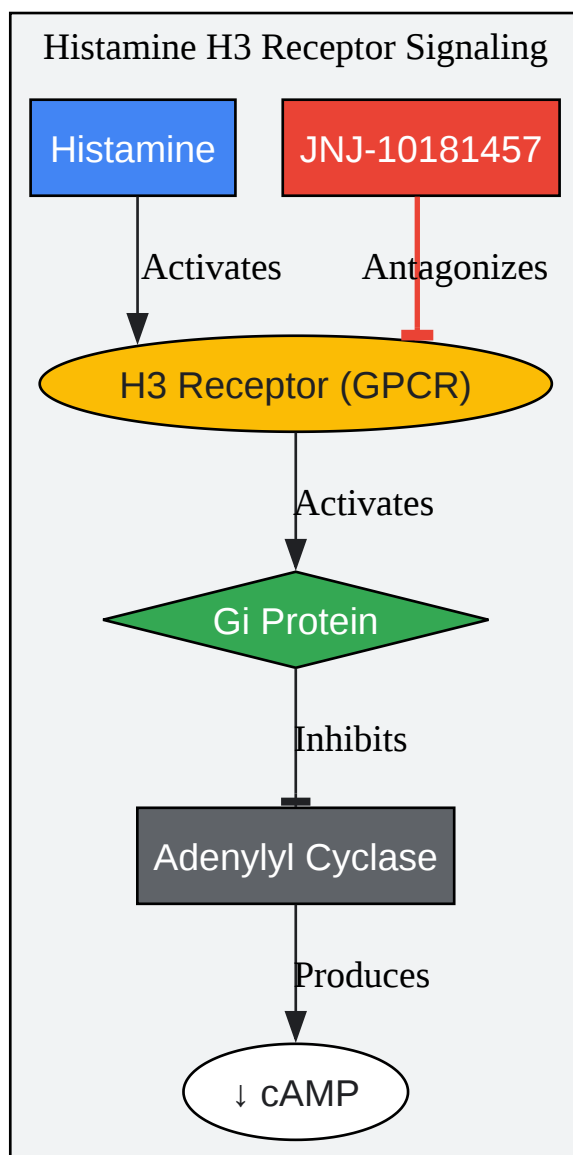 Histamine H3 Receptor Signaling
Histamine
JNJ-10181457
Activates
Antagonizes
H3 Receptor (GPCR)
Activates
Gi Protein
Inhibits
Adenylyl Cyclase
Produces
↓ cAMP